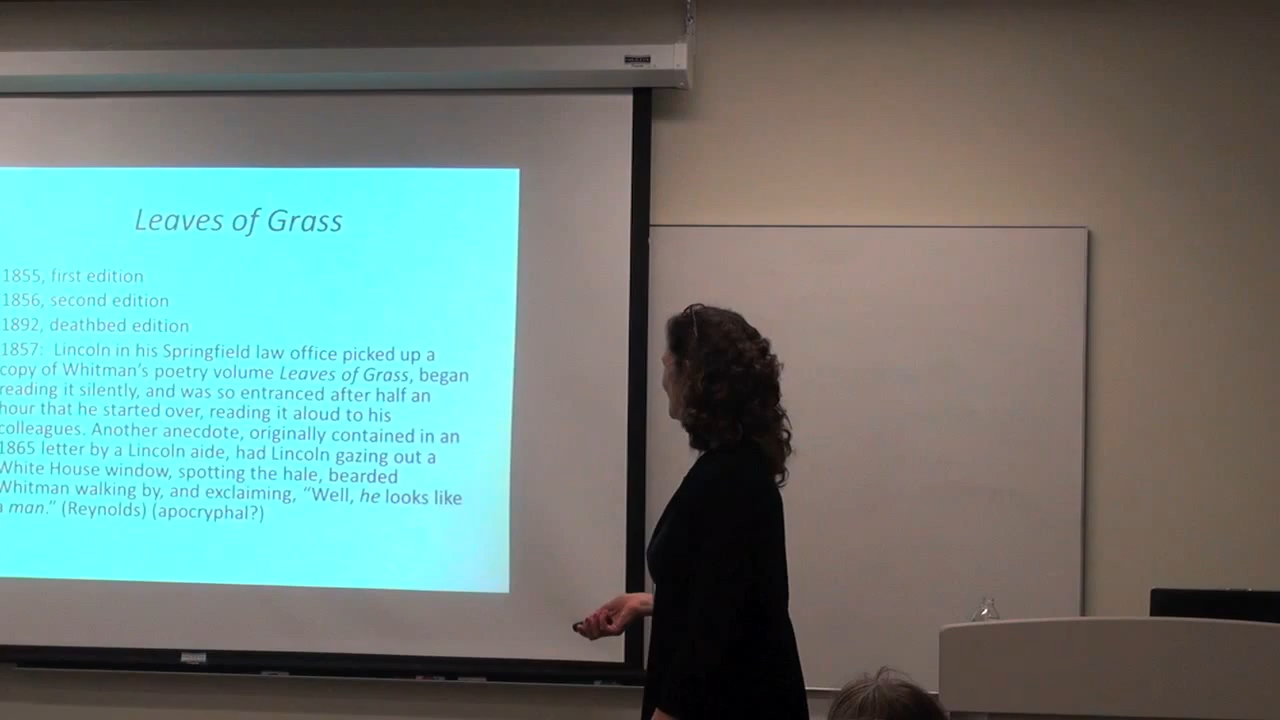 Leaves of Grass
1855, first edition
1856, second edition
1892, deathbed edition
1857: Lincoln in his Springfield law office picked up a
copy of Whitman's poetry volume Leaves of Grass, began
reading it silently, and was so entranced after half an
hour that he started over, reading it aloud to his
colleagues. Another anecdote, originally contained in an
1865 letter by a Lincoln aide, had Lincoln gazing out a
White House window, spotting the hale, bearded
Whitman walking by, and exclaiming, “Well, he looks like
man.” (Reynolds) (apocryphal?)